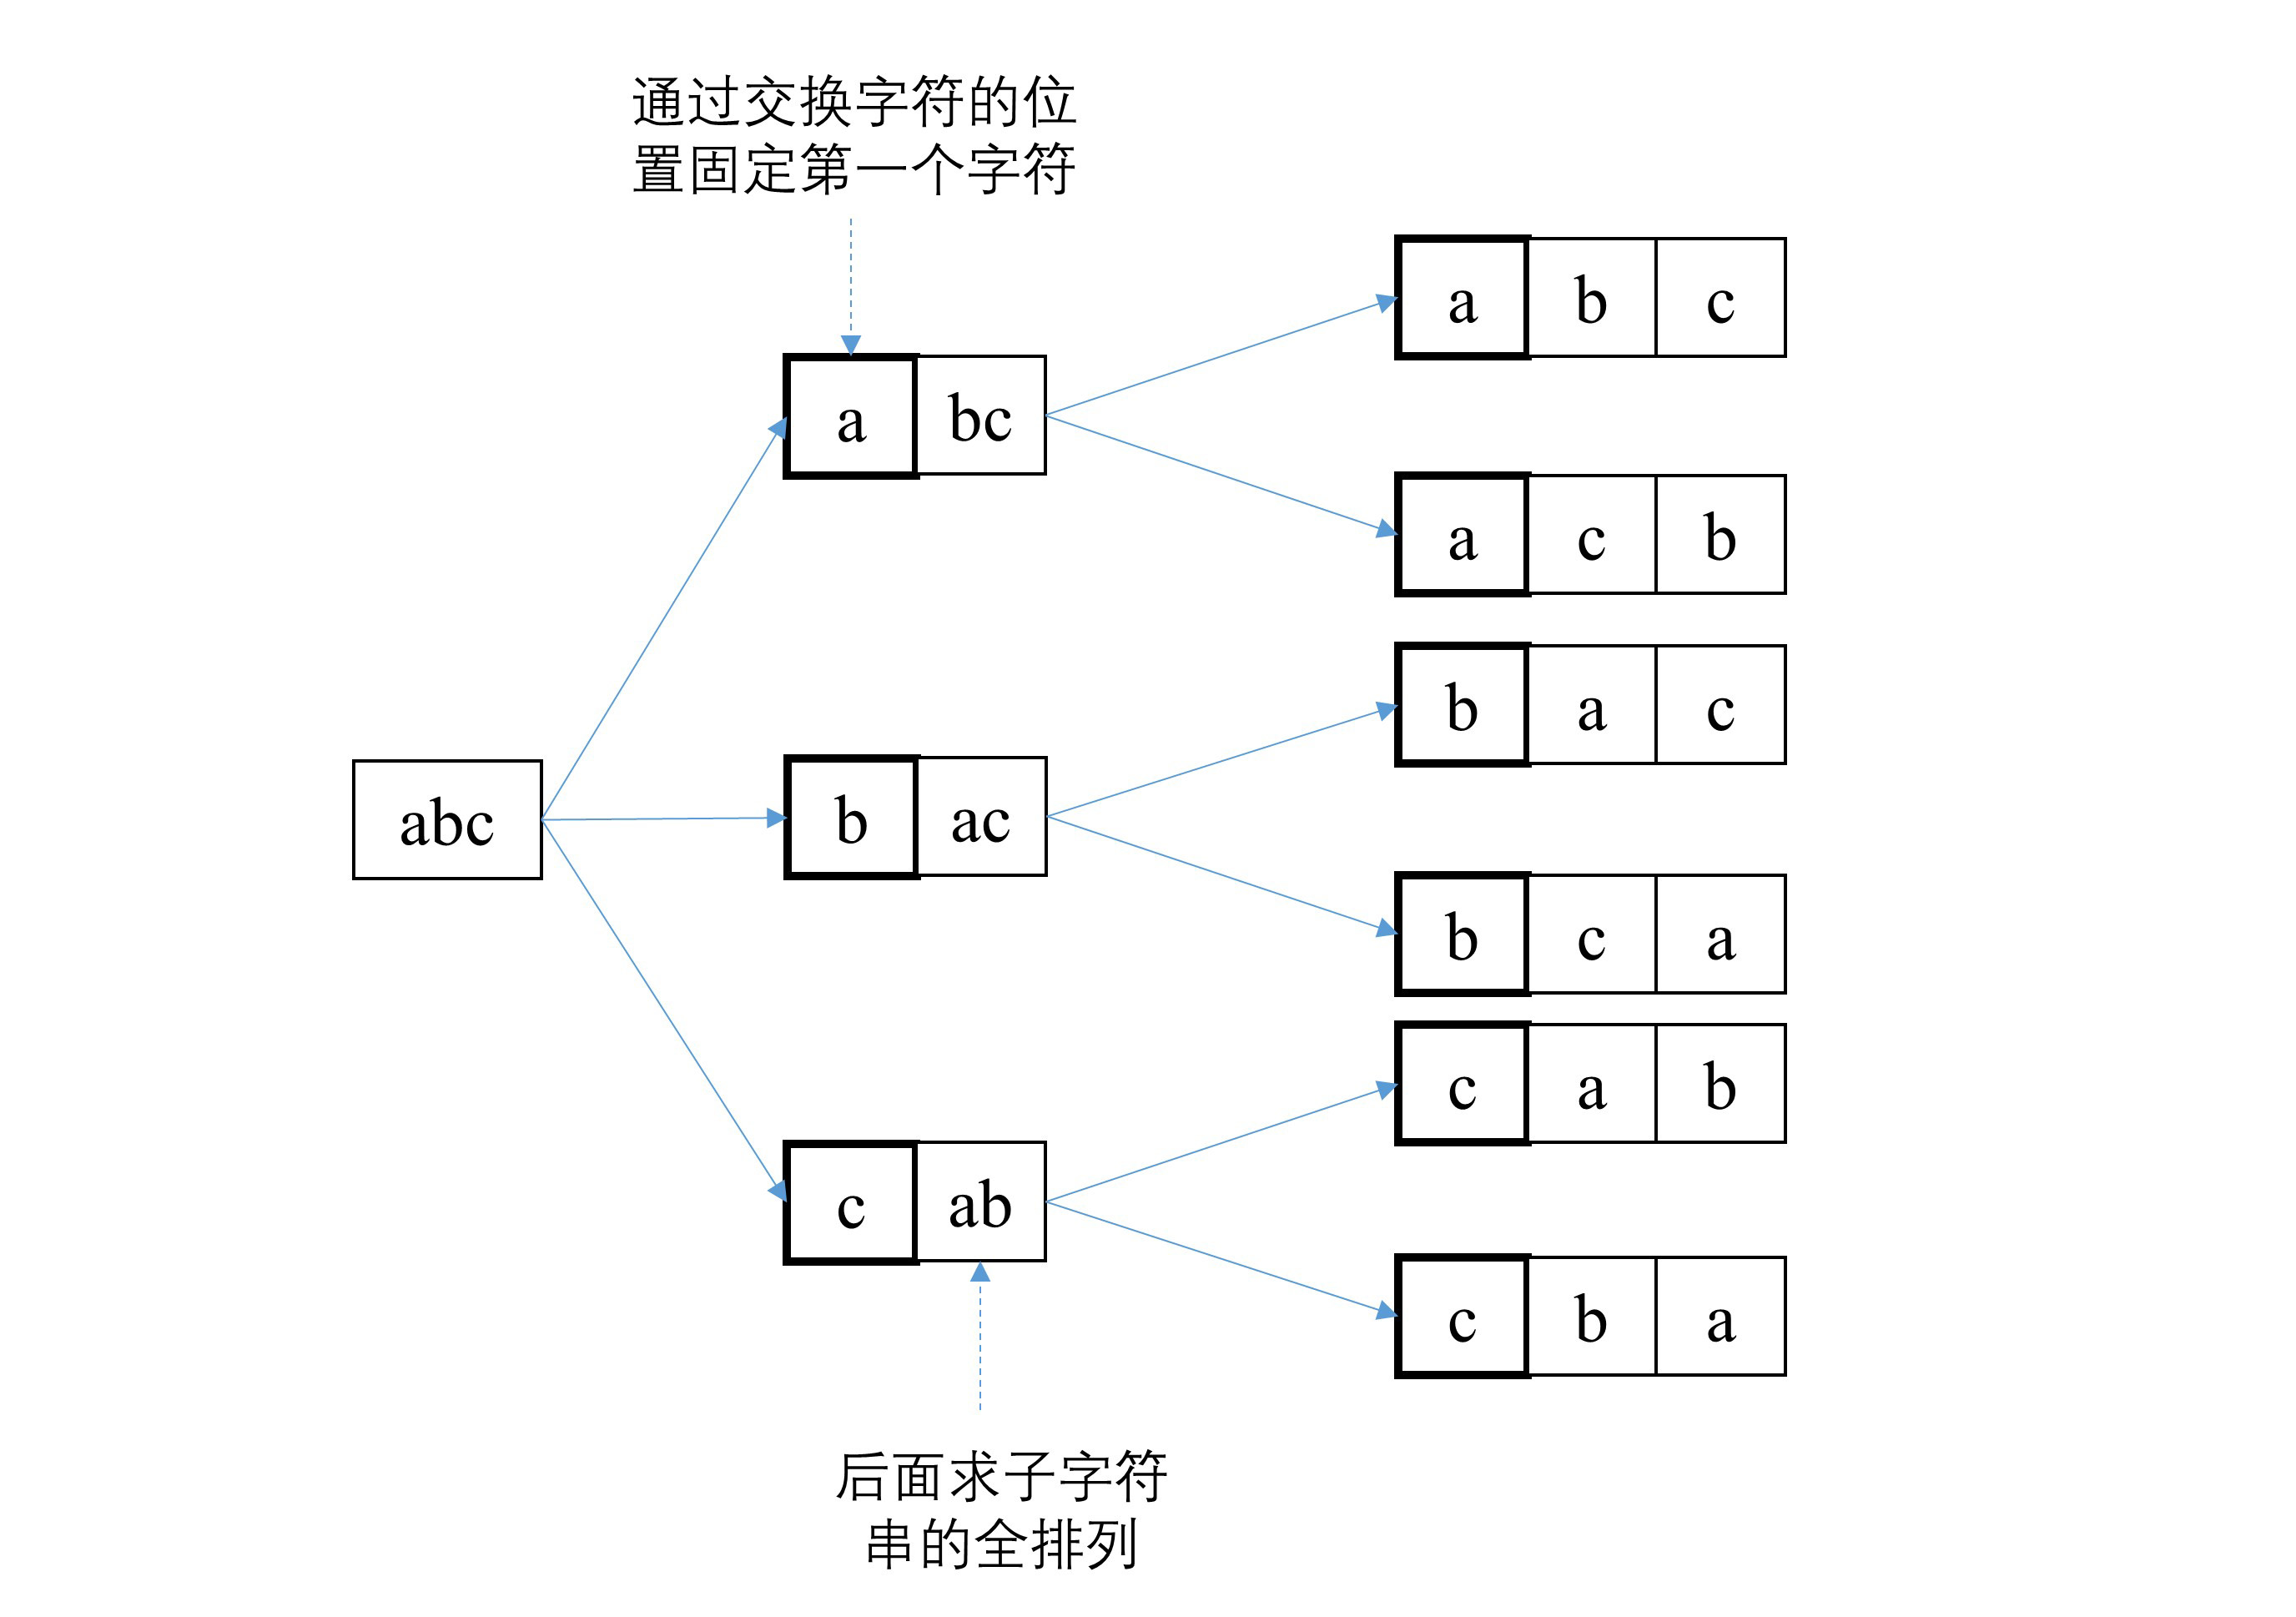 通过交换字符的位
置固定第一个字符
a b c
a bc
a c b
b a c
abc
b ac
b c a
c a b
c ab
c b a
后面求子字符
串的全排列